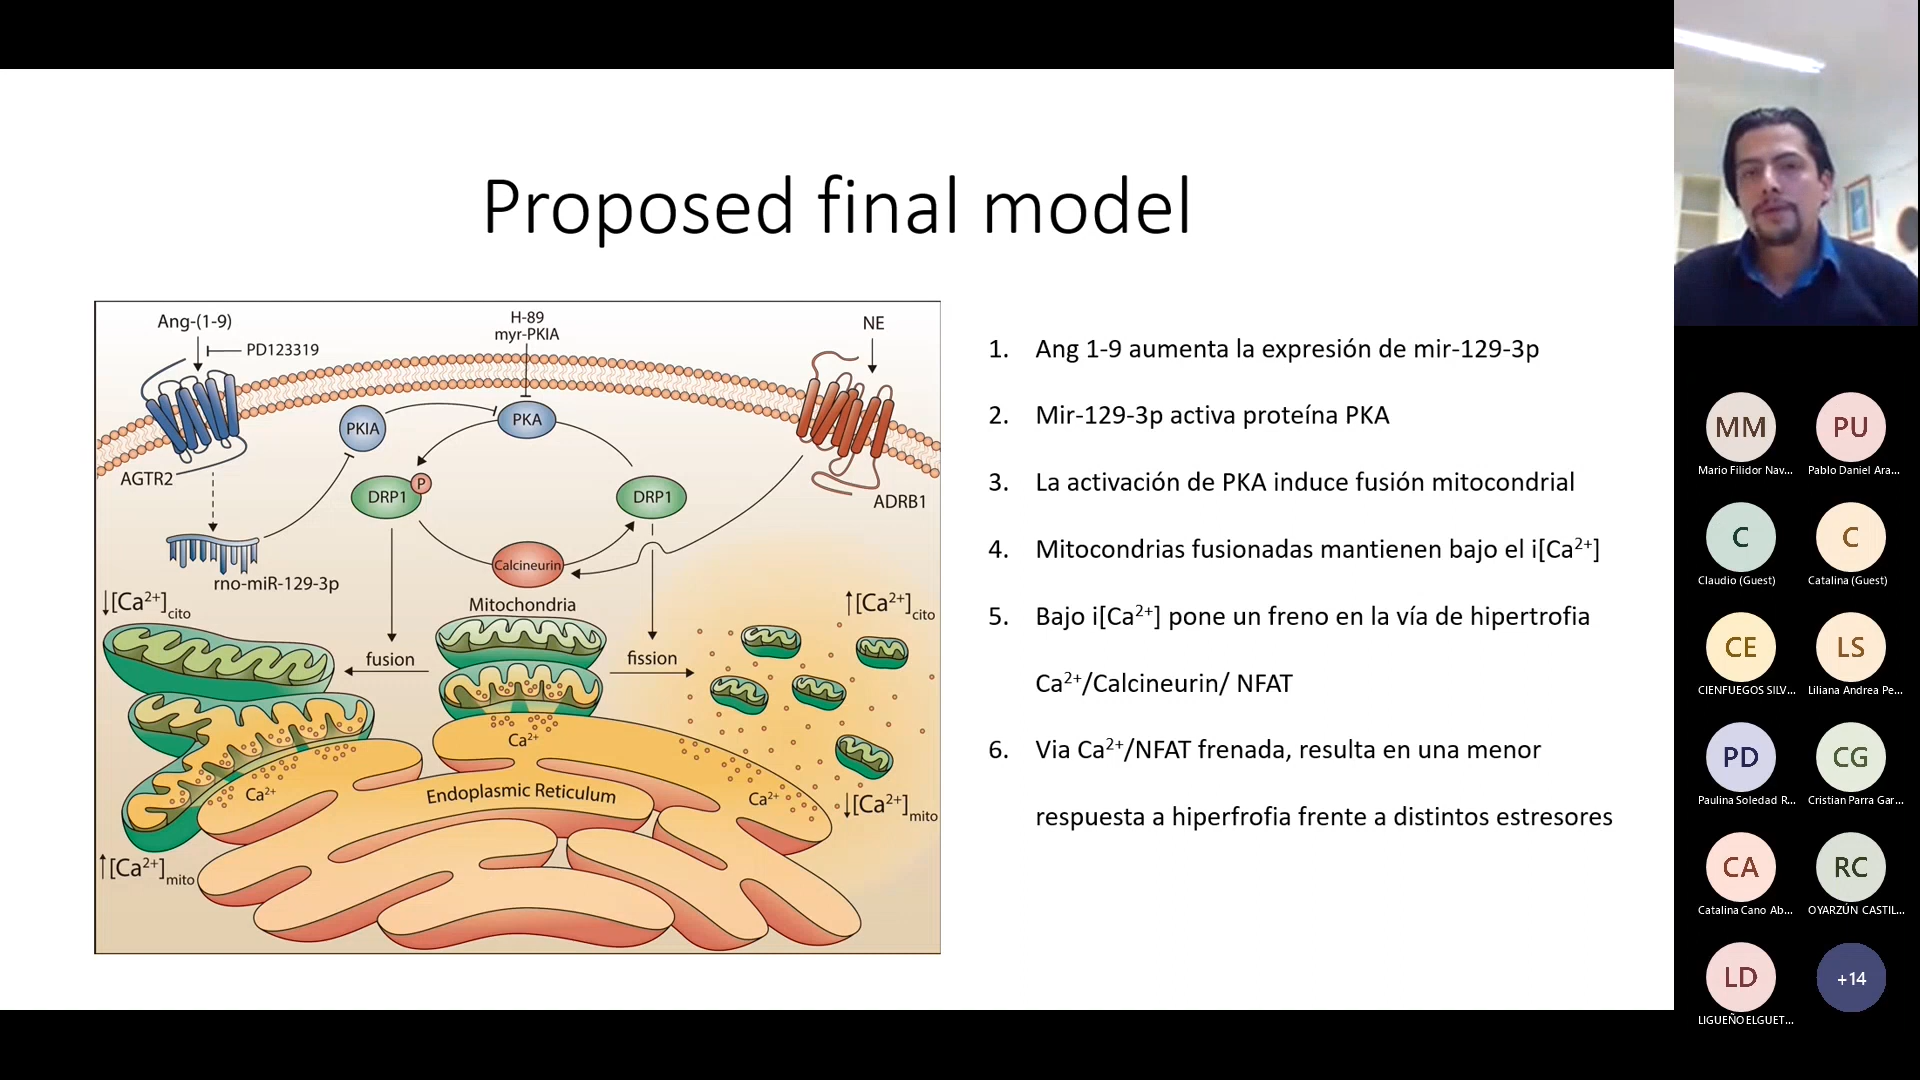 Proposed final model
Ang-(1-9)
PD123319
H-89
myr-PKIA
NE
PKIA
PKA
AGTR2
DRP1
P
DRP1
ADRB1
Calcineurin
rno-miR-129-3p
↓[Ca²⁺]cito
Mitochondria
↑[Ca²⁺]cito
fusion
fission
Ca²⁺
Ca²⁺
Endoplasmic Reticulum
Ca²⁺
↓[Ca²⁺]mito
↑[Ca²⁺]mito
1. Ang 1-9 aumenta la expresión de mir-129-3p
2. Mir-129-3p activa proteína PKA
3. La activación de PKA induce fusión mitocondrial
4. Mitocondrias fusionadas mantienen bajo el i[Ca²⁺]
5. Bajo i[Ca²⁺] pone un freno en la vía de hipertrofia
Ca²⁺/Calcineurin/ NFAT
6. Via Ca²⁺/NFAT frenada, resulta en una menor
respuesta a hiperfrofia frente a distintos estresores
MM
PU
Mario Filidor Nav...
Pablo Daniel Ara...
C
C
Claudio (Guest)
Catalina (Guest)
CE
LS
CIENFUEGOS SILV...
Liliana Andrea Pe...
PD
CG
Paulina Soledad R...
Cristian Parra Gar...
CA
RC
Catalina Cano Ab...
OYARZÚN CASTIL...
LD
+14
LIGUEÑO ELGUET...